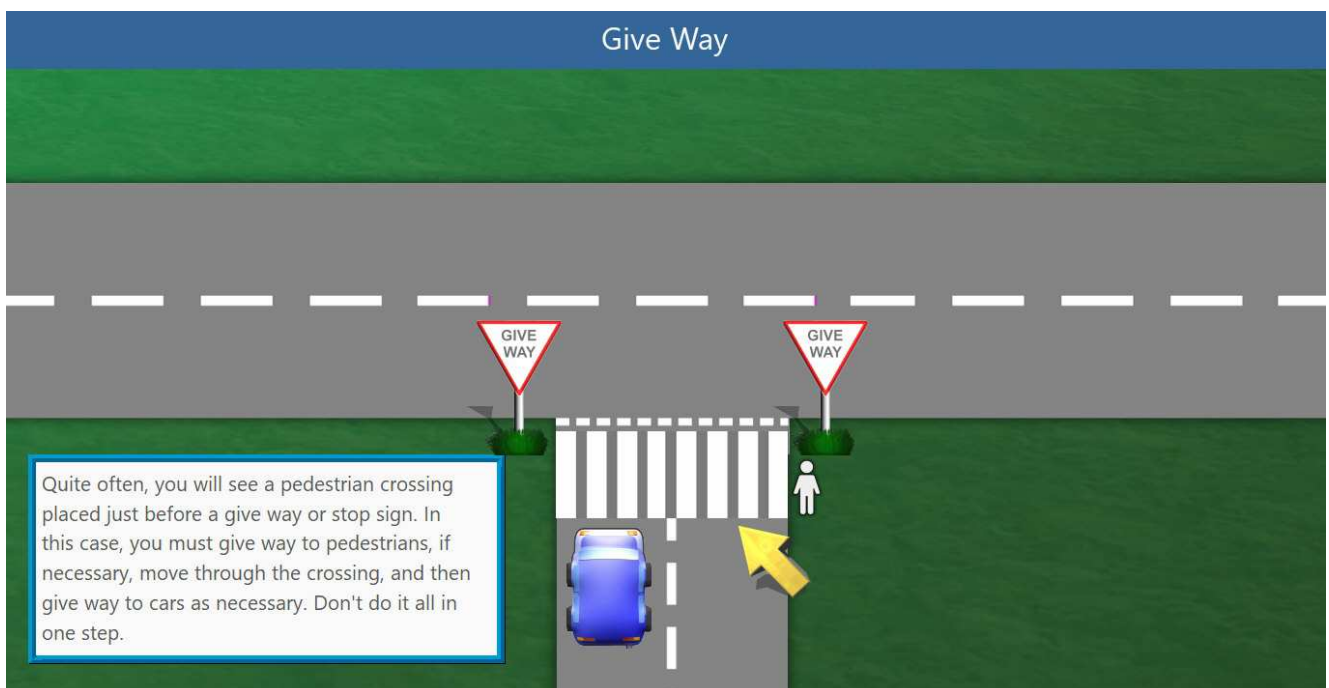 Give Way
GIVE
WAY
GIVE
WAY
Quite often, you will see a pedestrian crossing
placed just before a give way or stop sign. In
this case, you must give way to pedestrians, if
necessary, move through the crossing, and then
give way to cars as necessary. Don't do it all in
one step.